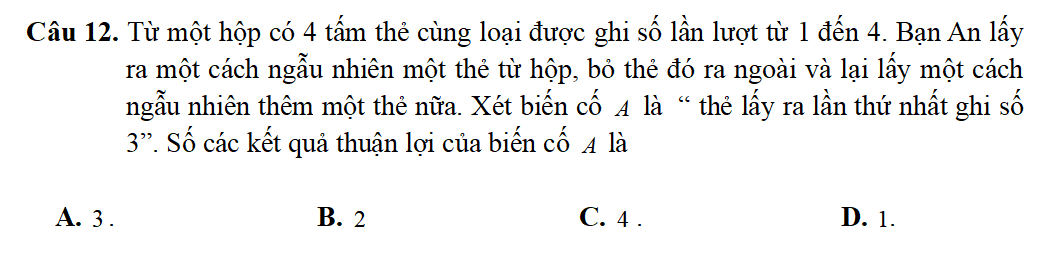 Câu 12. Từ một hộp có 4 tấm thẻ cùng loại được ghi số lần lượt từ 1 đến 4. Bạn An lấy
ra một cách ngẫu nhiên một thẻ từ hộp, bỏ thẻ đó ra ngoài và lại lấy một cách
ngẫu nhiên thêm một thẻ nữa. Xét biến cố A là “ thẻ lấy ra lần thứ nhất ghi số
3”. Số các kết quả thuận lợi của biến cố A là
A. 3 . B. 2 C. 4 . D. 1.